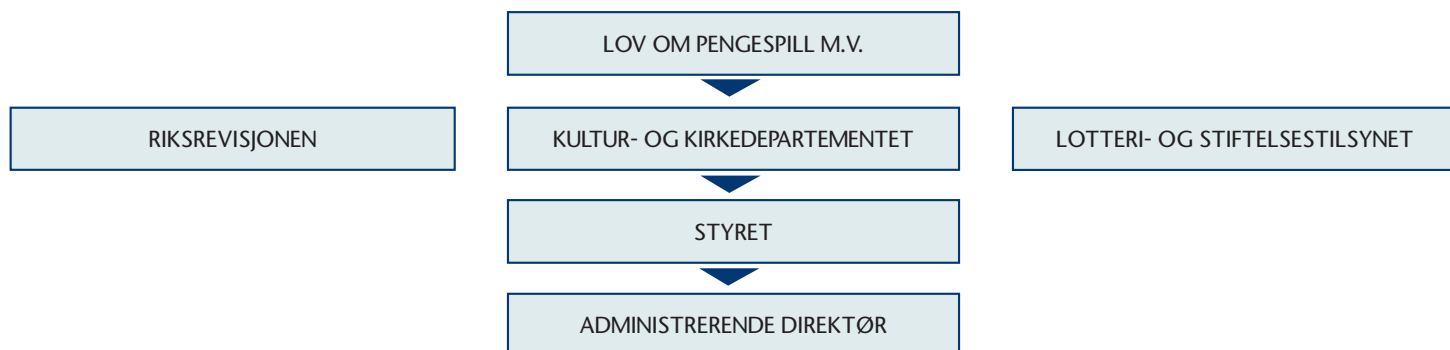 LOV OM PENGESPILL M.V.
RIKSREVISJONEN
KULTUR- OG KIRKEDEPARTEMENTET
LOTTERI- OG STIFTELSESTILSYNET
STYRET
ADMINISTRERENDE DIREKTØR